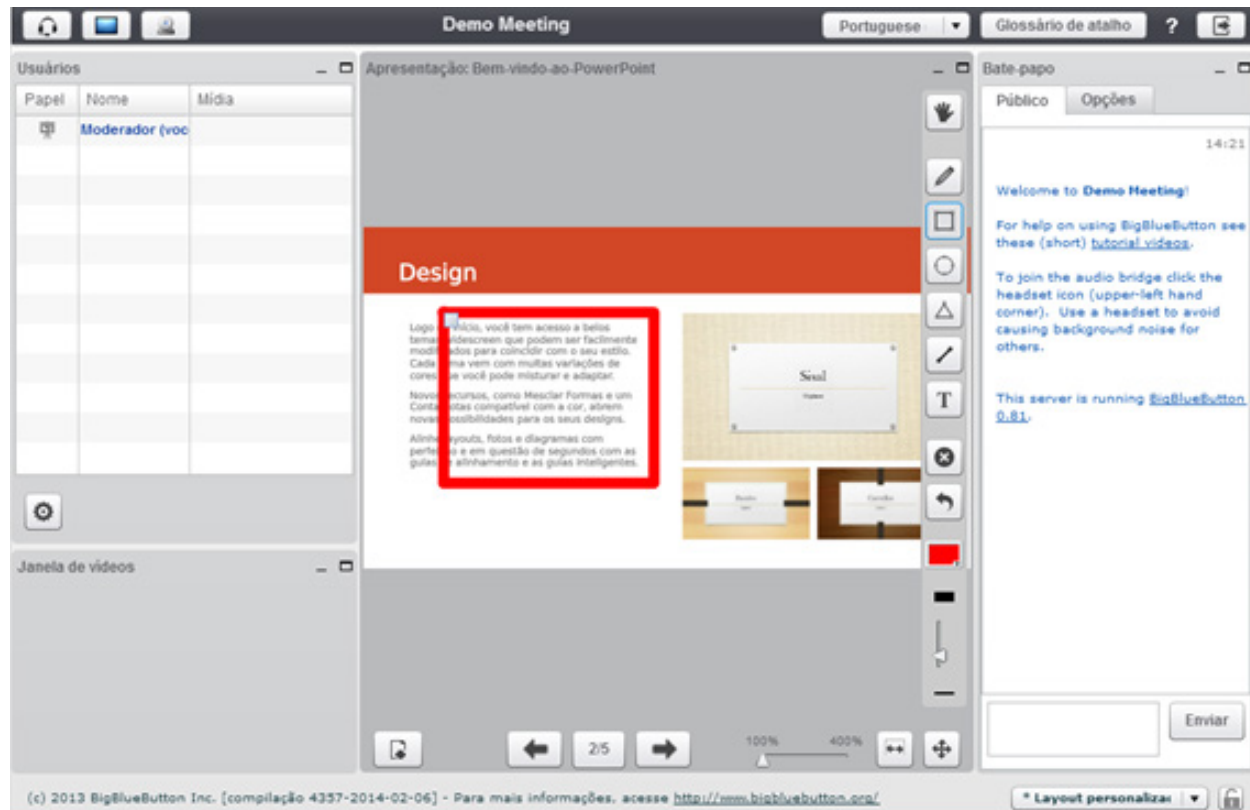 Demo Meeting
Portuguese
Glossário de atalho
?
Usuários
Papel Nome Mídia
Moderador (voc
Janela de vídeos
Apresentação: Bem-vindo-ao-PowerPoint
Design
Logo início, você tem acesso a belos
temas widescreen que podem ser facilmente
modificados para coincidir com o seu estilo.
Cada tema vem com muitas variações de
cores que você pode misturar e adaptar.
Novos recursos, como Mesclar Formas e um
Conta-gotas compatível com a cor, abrem
novas possibilidades para os seus designs.
Alinhe layouts, fotos e diagramas com
perfeição e em questão de segundos com as
guias de alinhamento e as guias inteligentes.
T
2/5
100% 400%
Bate-papo
Público Opções
14:21
Welcome to Demo Meeting!
For help on using BigBlueButton see
these (short) tutorial videos.
To join the audio bridge click the
headset icon (upper-left hand
corner). Use a headset to avoid
causing background noise for
others.
This server is running BigBlueButton
0.81.
Enviar
(c) 2013 BigBlueButton Inc. [compilação 4357-2014-02-06] - Para mais informações, acesse http://www.bigbluebutton.org/
* Layout personaliza